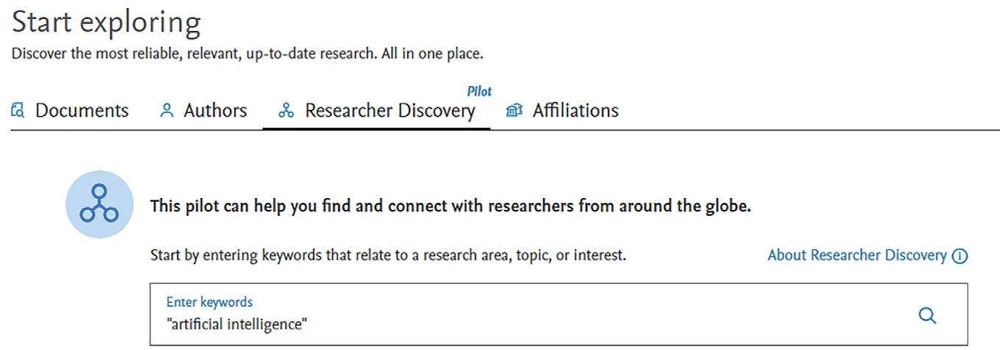 Start exploring
Discover the most reliable, relevant, up-to-date research. All in one place.
Pilot
Documents Authors Researcher Discovery Affiliations
This pilot can help you find and connect with researchers from around the globe.
Start by entering keywords that relate to a research area, topic, or interest. About Researcher Discovery
Enter keywords
"artificial intelligence"